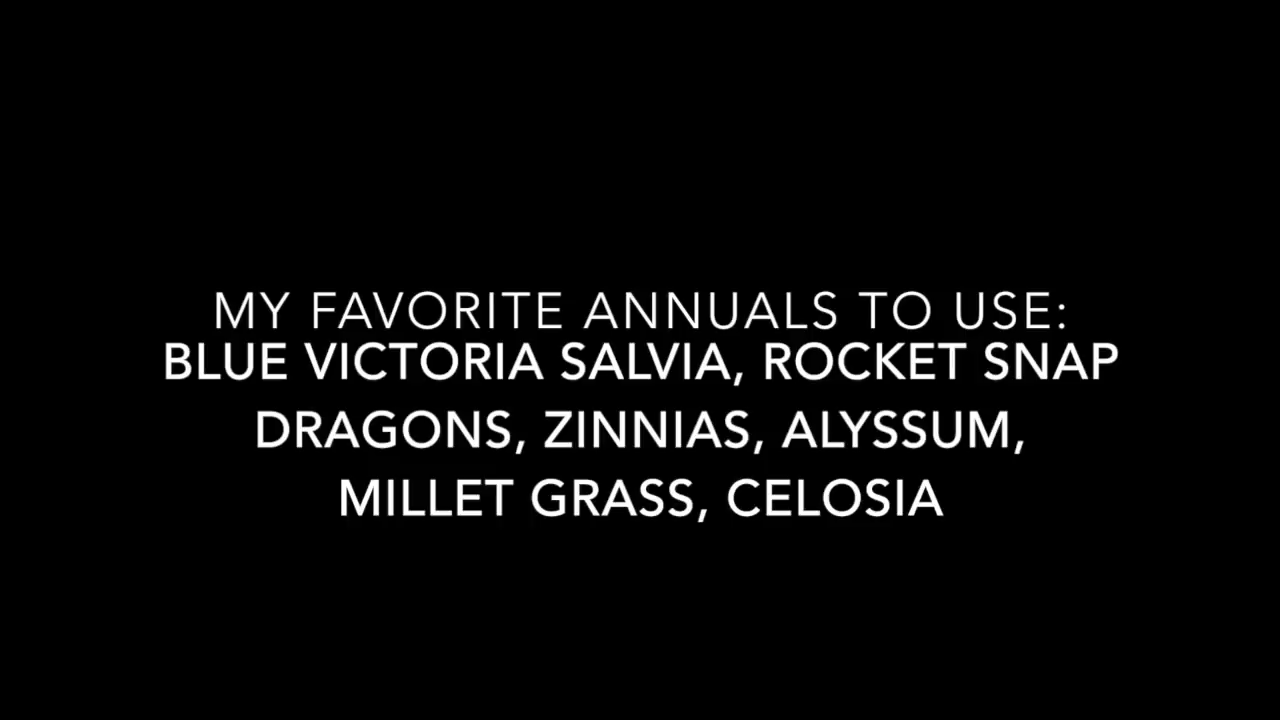 MY FAVORITE ANNUALS TO USE:
BLUE VICTORIA SALVIA, ROCKET SNAP
DRAGONS, ZINNIAS, ALYSSUM,
MILLET GRASS, CELOSIA